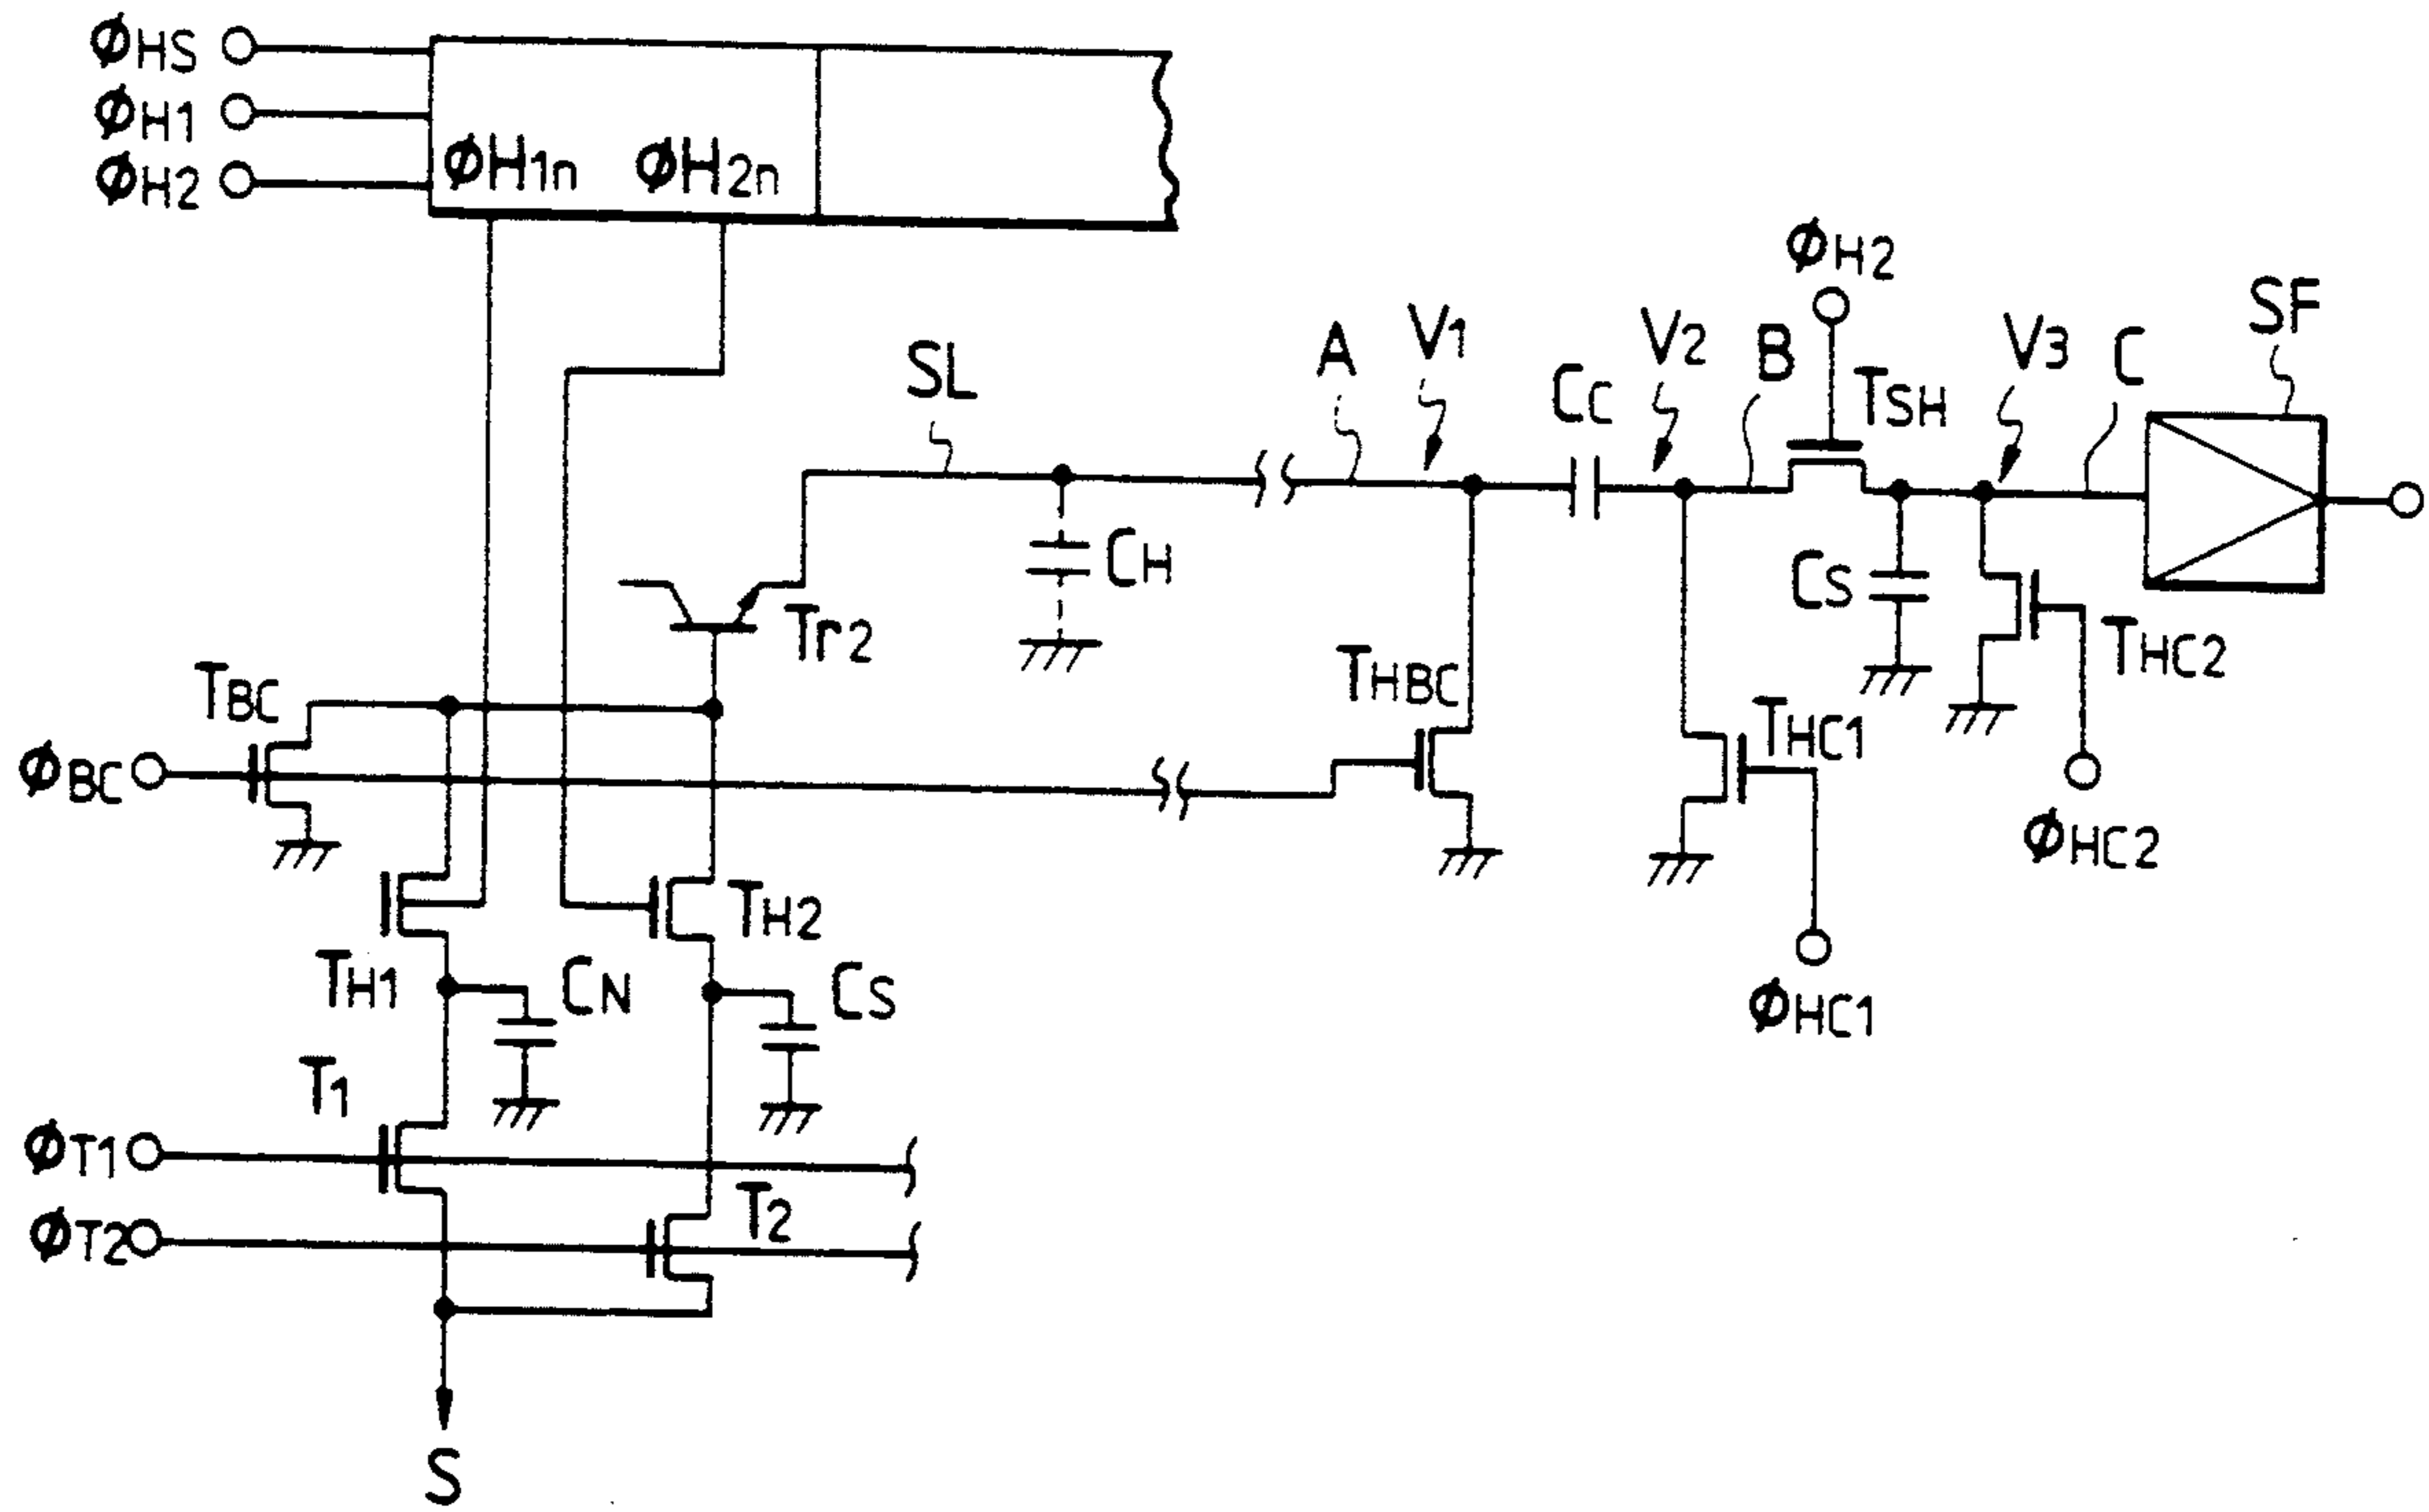 ϕHS
ϕH1
ϕH2
ϕH1n ϕH2n
ϕH2
SL A V1 CC V2 B TSH V3 C SF
CH CS
Tr2
TBC THBC THC1 THC2
ϕBC
ϕHC2
TH1 TH2
CN CS
ϕHC1
T1
ϕT1
T2
ϕT2
S